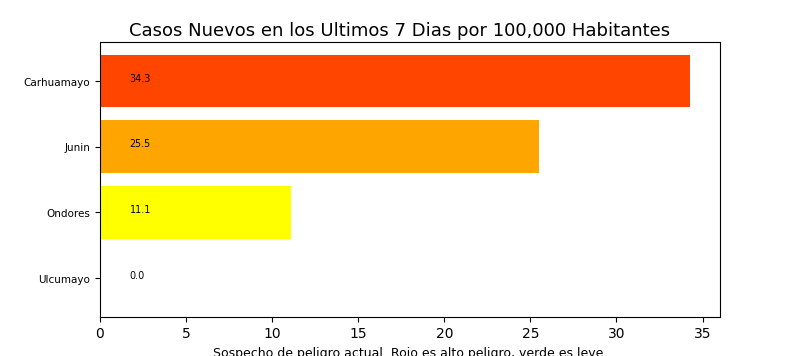 Casos Nuevos en los Ultimos 7 Dias por 100,000 Habitantes
Carhuamayo
34.3
Junin
25.5
Ondores
11.1
Ulcumayo
0.0
0 5 10 15 20 25 30 35
Sospecho de peligro actual. Rojo es alto peligro, verde es leve